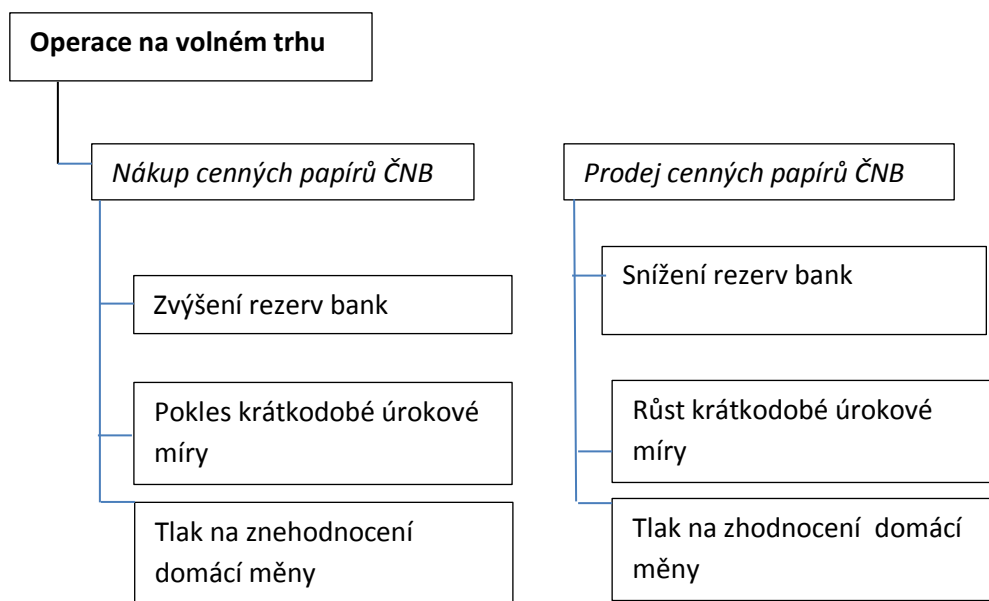 Operace na volném trhu
Nákup cenných papírů ČNB
Zvýšení rezerv bank
Pokles krátkodobé úrokové
míry
Tlak na znehodnocení
domácí měny
Prodej cenných papírů ČNB
Snížení rezerv bank
Růst krátkodobé úrokové
míry
Tlak na zhodnocení  domácí
měny